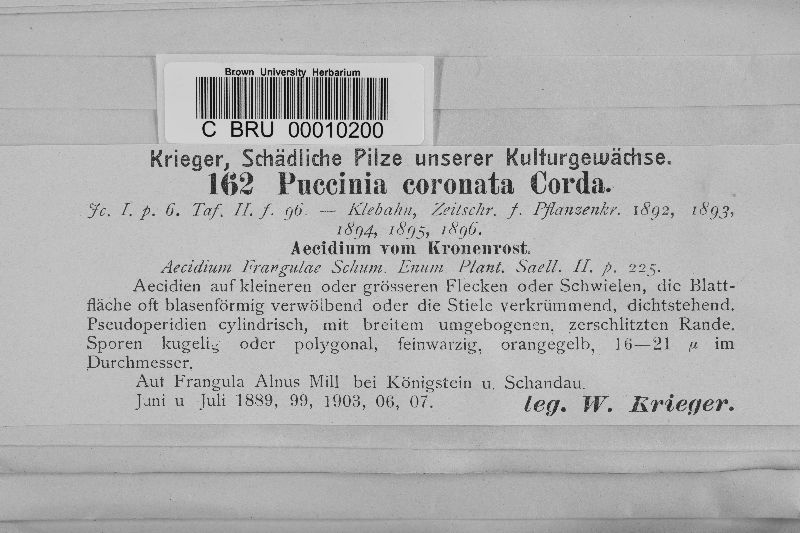 Brown University Herbarium
C BRU 00010200
Krieger, Schädliche Pilze unserer Kulturgewächse.
162 Puccinia coronata Corda.
Jc. I. p. 6. Taf. II. f. 96. — Klebahn, Zeitschr. f. Pflanzenkr. 1892, 1893,
1894, 1895, 1896.
Aecidium vom Kronenrost.
Aecidium Frangulae Schum. Enum. Plant. Saell. II. p. 225.
Aecidien auf kleineren oder grösseren Flecken oder Schwielen, die Blatt-
fläche oft blasenförmig verwölbend oder die Stiele verkrümmend, dichtstehend.
Pseudoperidien cylindrisch, mit breitem umgebogenen, zerschlitzten Rande.
Sporen kugelig oder polygonal, feinwarzig, orangegelb, 16—21 µ im
Durchmesser.
Auf Frangula Alnus Mill bei Königstein u. Schandau.
Juni u Juli 1889, 99, 1903, 06, 07.
leg. W. Krieger.